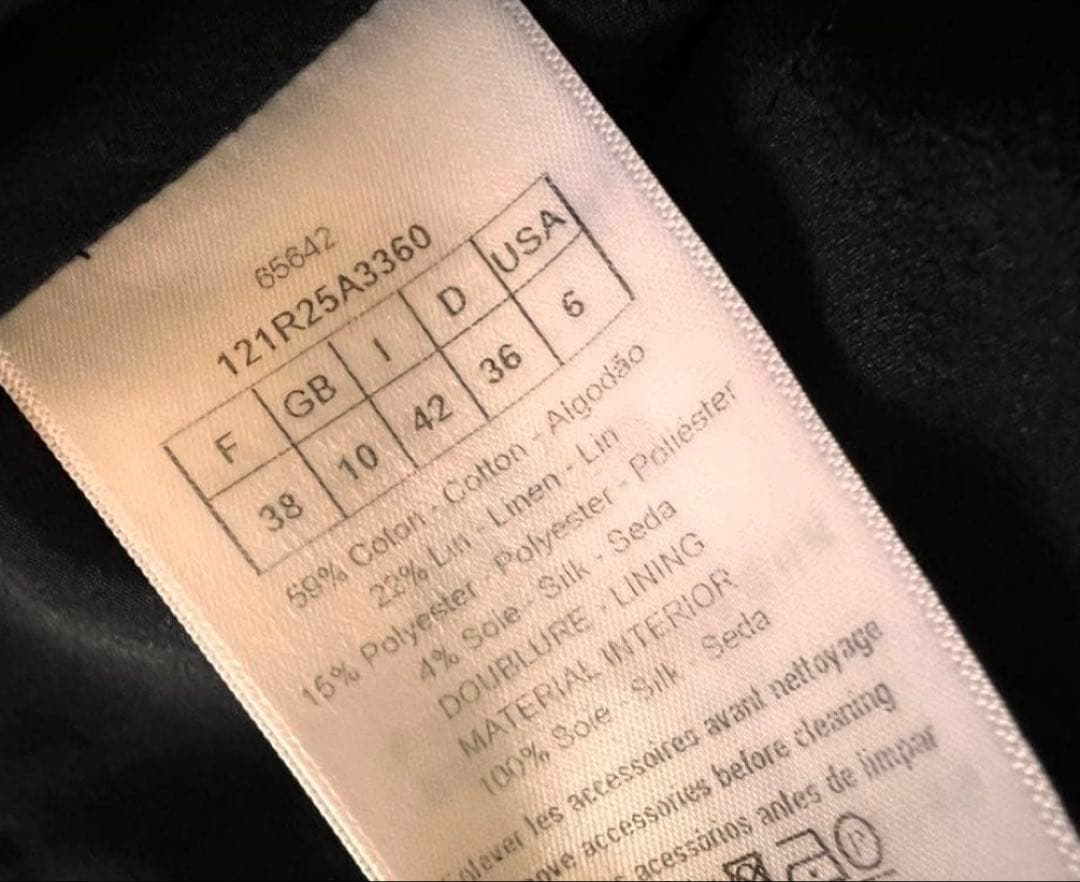 65642
121R25A3360
F GB I D USA
38 10 42 36 6
59% Coton - Cotton - Algodão
22% Lin - Linen - Lin
15% Polyester - Polyester - Poliéster
4% Soie - Silk - Seda
DOUBLURE - LINING
MATERIAL INTERIOR
100% Soie - Silk - Seda
les accessoires avant nettoyage
accessories before cleaning
acessórios antes de limpar
P